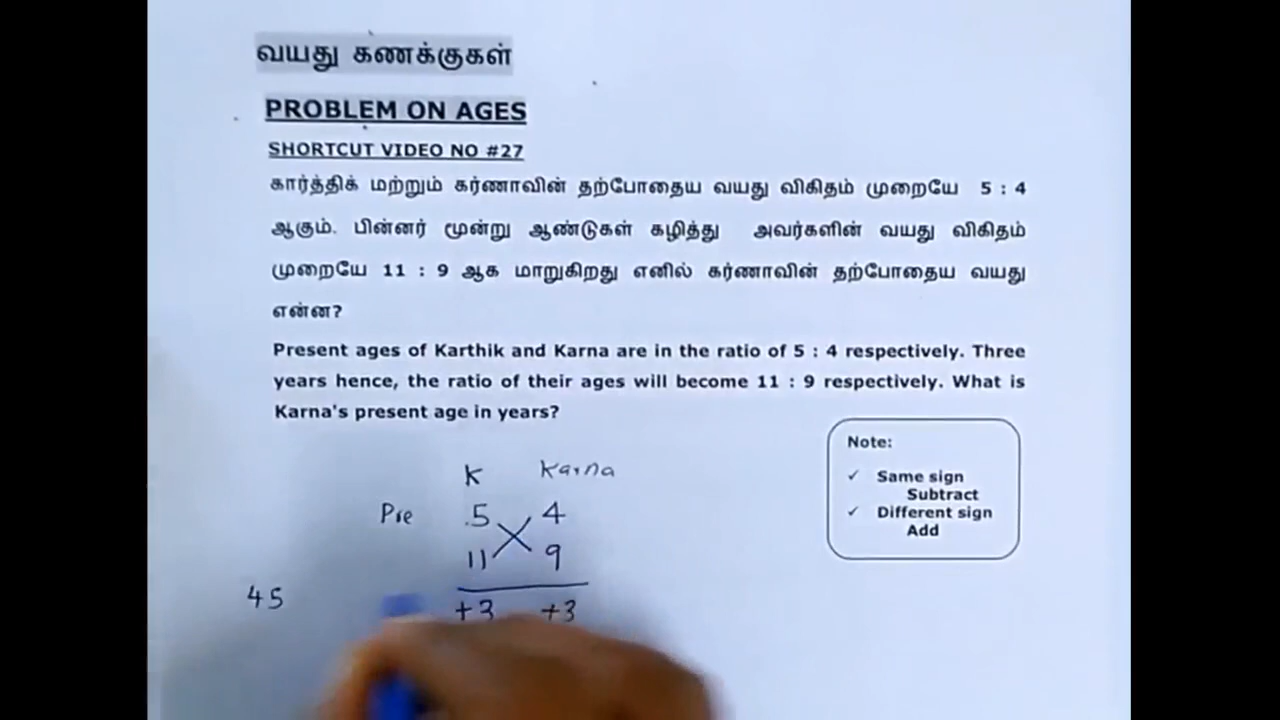 வயது கணக்குகள்
PROBLEM ON AGES
SHORTCUT VIDEO NO #27
கார்த்திக் மற்றும் கர்ணாவின் தற்போதைய வயது விகிதம் முறையே 5 : 4
ஆகும். பின்னர் மூன்று ஆண்டுகள் கழித்து அவர்களின் வயது விகிதம்
முறையே 11 : 9 ஆக மாறுகிறது எனில் கர்ணாவின் தற்போதைய வயது
என்ன?
Present ages of Karthik and Karna are in the ratio of 5 : 4 respectively. Three
years hence, the ratio of their ages will become 11 : 9 respectively. What is
Karna's present age in years?
Note:
✓ Same sign
Subtract
✓ Different sign
Add
K Karna
Pre 5 4
11 9
45 +3 +3